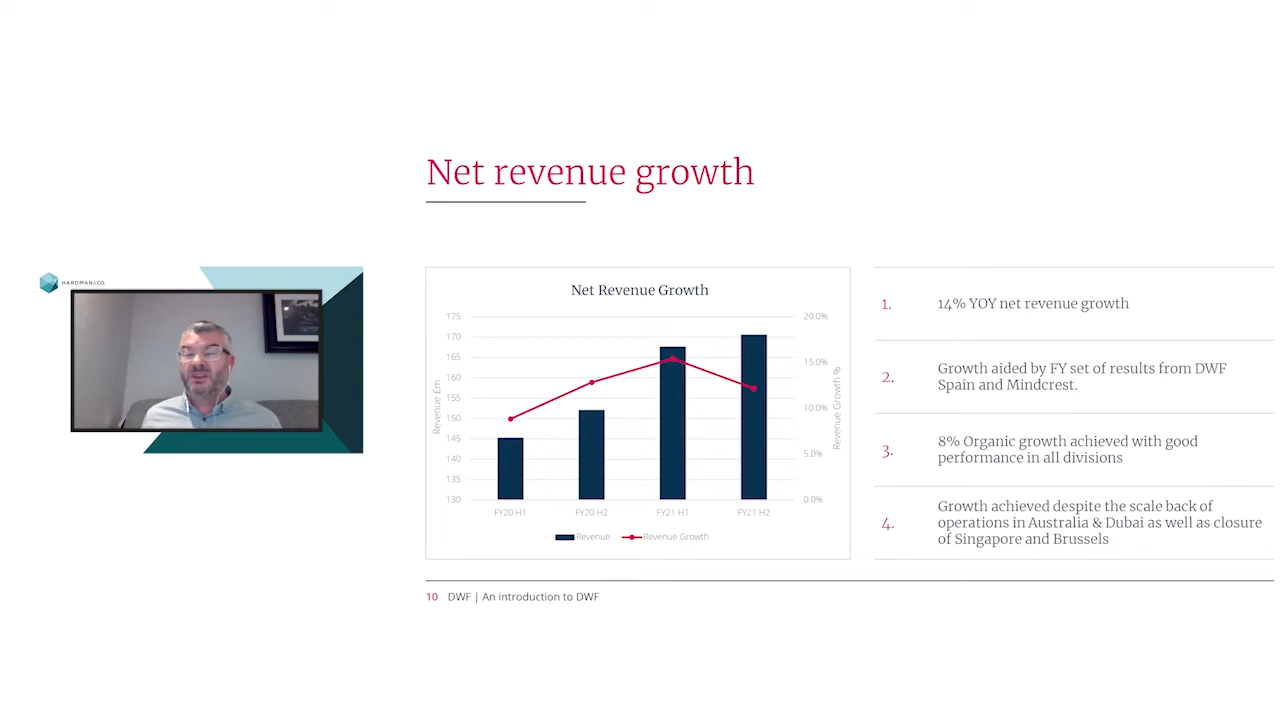 Net revenue growth
HARDMAN&CO.
Net Revenue Growth
175
170
165
160
155
150
145
140
135
130
Revenue £m
20.0%
15.0%
10.0%
5.0%
0.0%
Revenue Growth %
FY20 H1
FY20 H2
FY21 H1
FY21 H2
Revenue
Revenue Growth
1. 14% YOY net revenue growth
2. Growth aided by FY set of results from DWF
Spain and Mindcrest.
3. 8% Organic growth achieved with good
performance in all divisions
4. Growth achieved despite the scale back of
operations in Australia & Dubai as well as closure
of Singapore and Brussels
10 DWF | An introduction to DWF